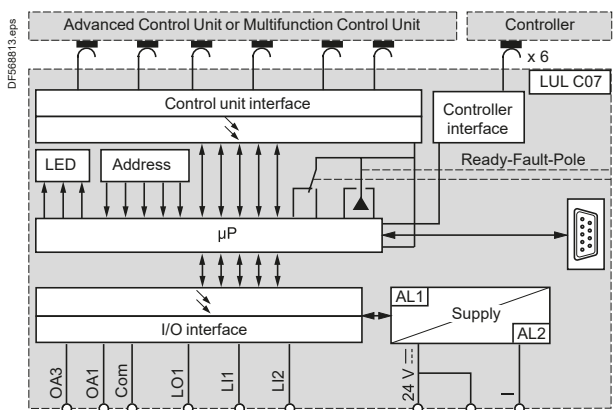 DF568813.eps
Advanced Control Unit or Multifunction Control Unit
Controller
x 6
LUL C07
Control unit interface
Controller
interface
LED
Address
Ready-Fault-Pole
µP
AL1
Supply
AL2
I/O interface
OA3
OA1
Com
LO1
LI1
LI2
24 V